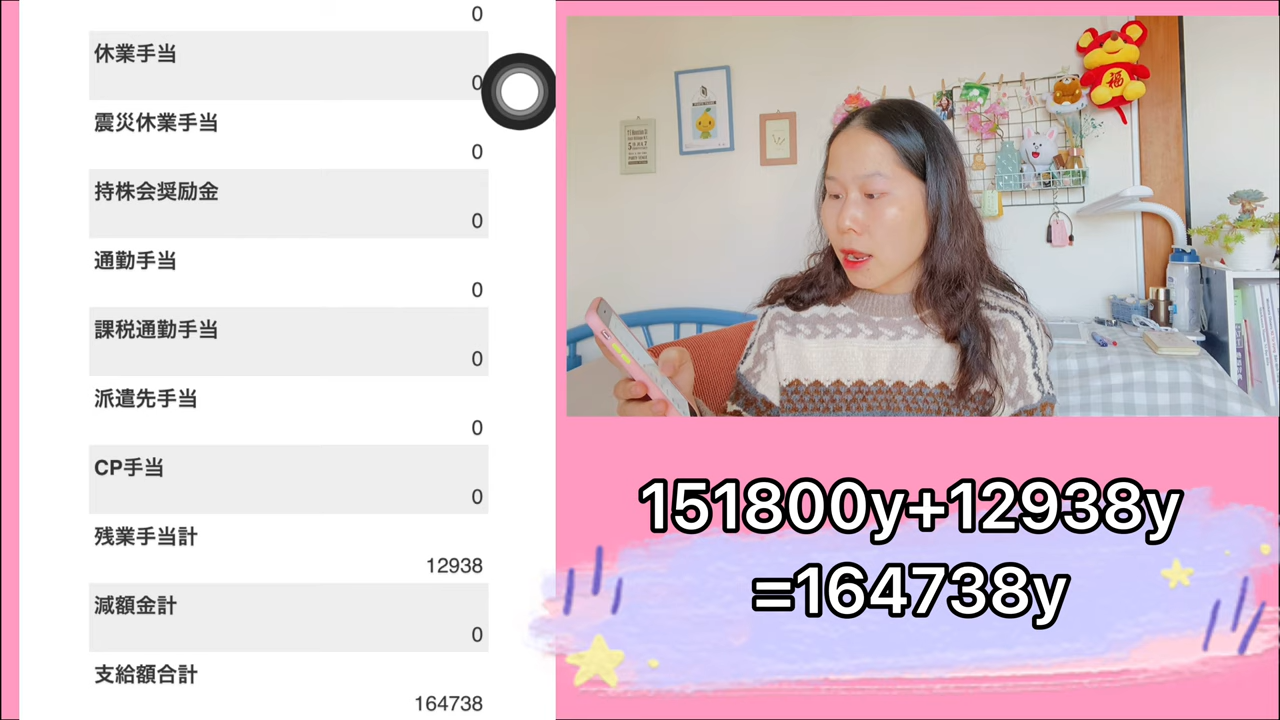 0
休業手当
0
震災休業手当
0
持株会奨励金
0
通勤手当
0
課税通勤手当
0
派遣先手当
0
CP手当
0
残業手当計
12938
減額金計
0
支給額合計
164738
福
151800y+12938y
=164738y